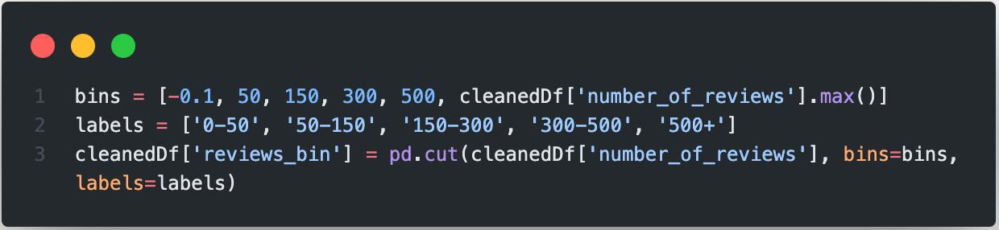 1 bins = [-0.1, 50, 150, 300, 500, cleanedDf['number_of_reviews'].max()]
2 labels = ['0-50', '50-150', '150-300', '300-500', '500+']
3 cleanedDf['reviews_bin'] = pd.cut(cleanedDf['number_of_reviews'], bins=bins,
labels=labels)